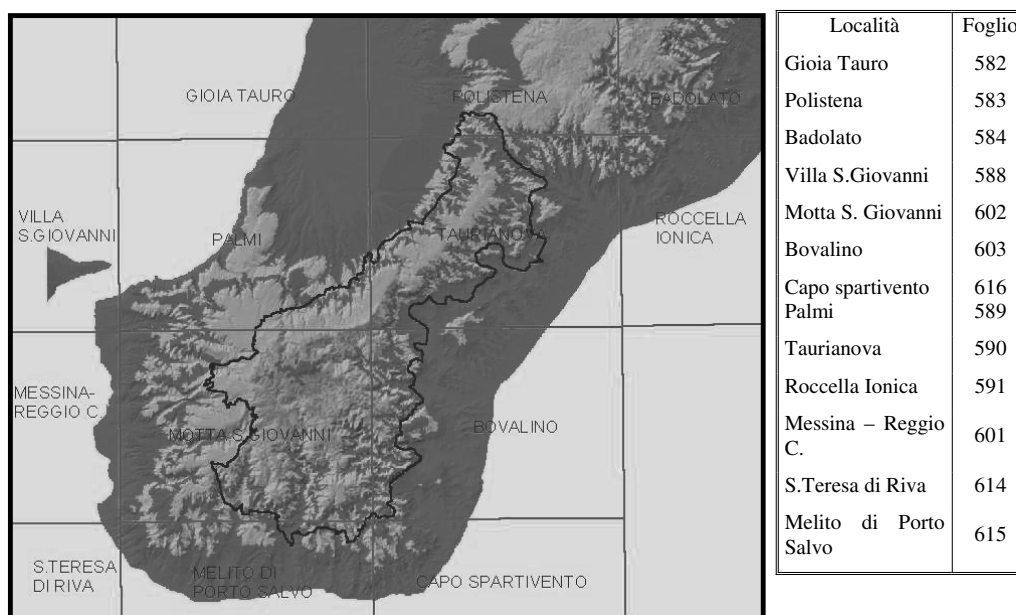 GIOIA TAURO
POLISTENA
BADOLATO
VILLA
S.GIOVANNI
PALMI
TAURIANOVA
ROCCELLA
IONICA
MESSINA-
REGGIO C.
MOTTA S.GIOVANNI
BOVALINO
S.TERESA
DI RIVA
MELITO DI
PORTO SALVO
CAPO SPARTIVENTO
Località Foglio
Gioia Tauro 582
Polistena 583
Badolato 584
Villa S.Giovanni 588
Motta S. Giovanni 602
Bovalino 603
Capo spartivento 616
Palmi 589
Taurianova 590
Roccella Ionica 591
Messina – Reggio
C. 601
S.Teresa di Riva 614
Melito di Porto
Salvo 615